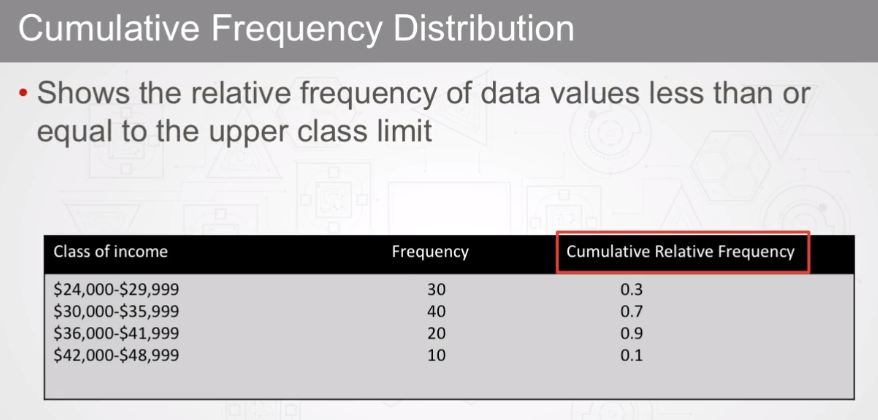 Cumulative Frequency Distribution
• Shows the relative frequency of data values less than or
equal to the upper class limit
Class of income Frequency Cumulative Relative Frequency
$24,000-$29,999 30 0.3
$30,000-$35,999 40 0.7
$36,000-$41,999 20 0.9
$42,000-$48,999 10 0.1